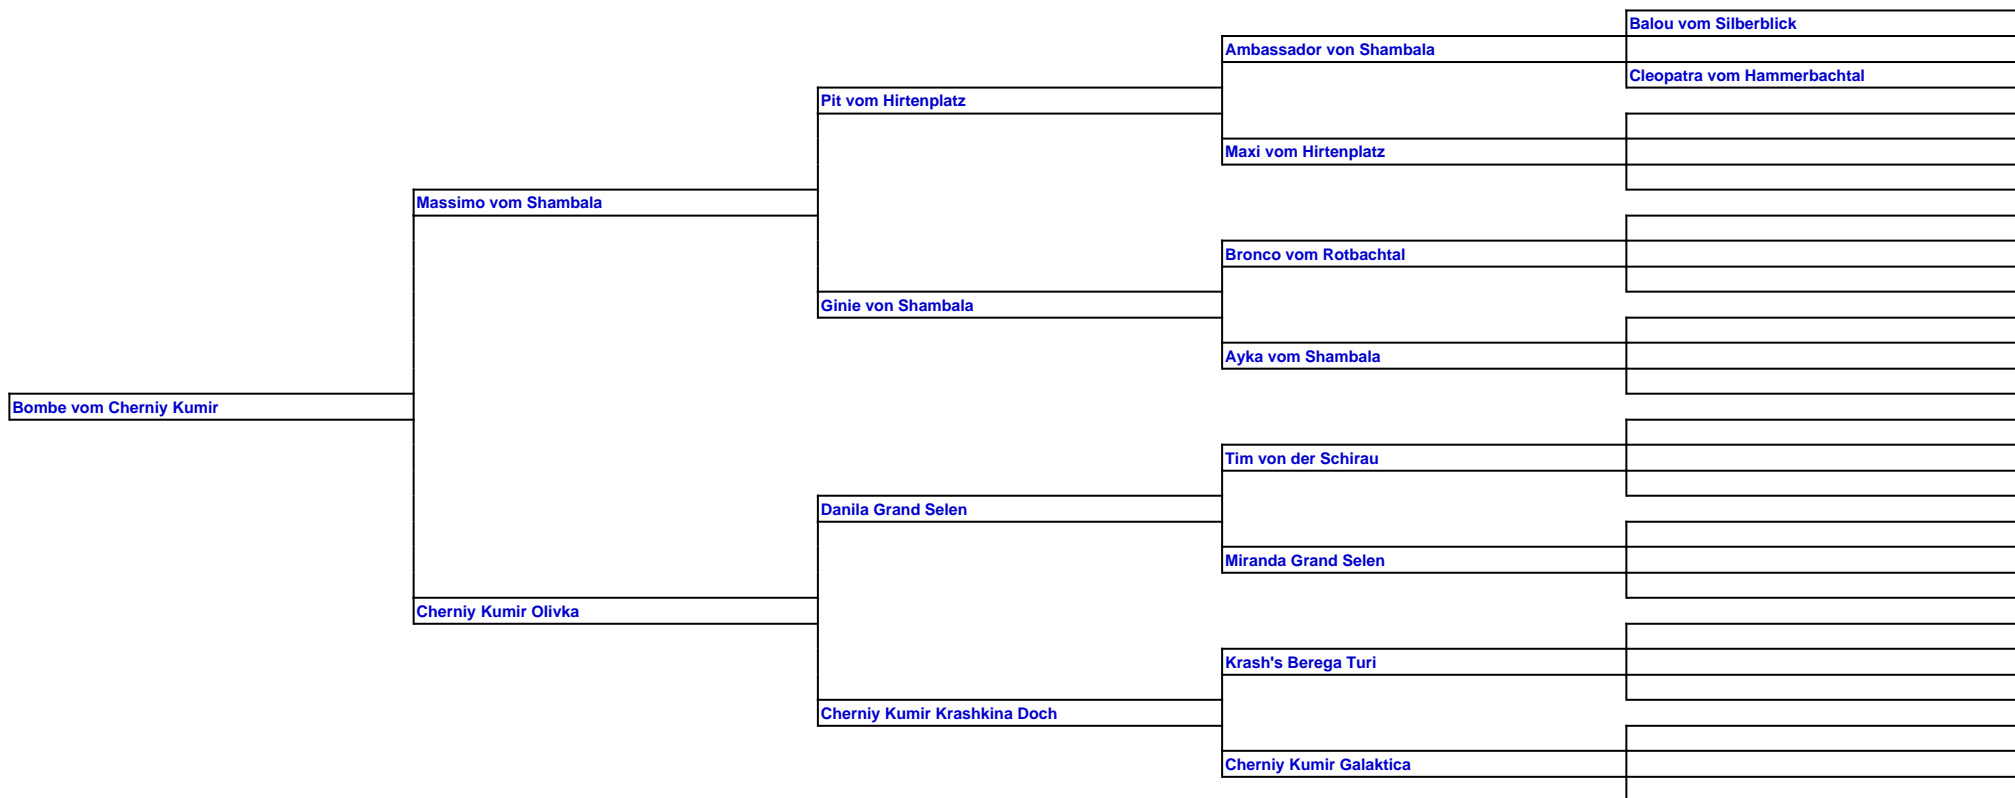 Balou vom Silberblick
Ambassador von Shambala
Cleopatra vom Hammerbachtal
Pit vom Hirtenplatz
Maxi vom Hirtenplatz
Massimo vom Shambala
Bronco vom Rotbachtal
Ginie von Shambala
Ayka vom Shambala
Bombe vom Cherniy Kumir
Tim von der Schirau
Danila Grand Selen
Miranda Grand Selen
Cherniy Kumir Olivka
Krash's Berega Turi
Cherniy Kumir Krashkina Doch
Cherniy Kumir Galaktica